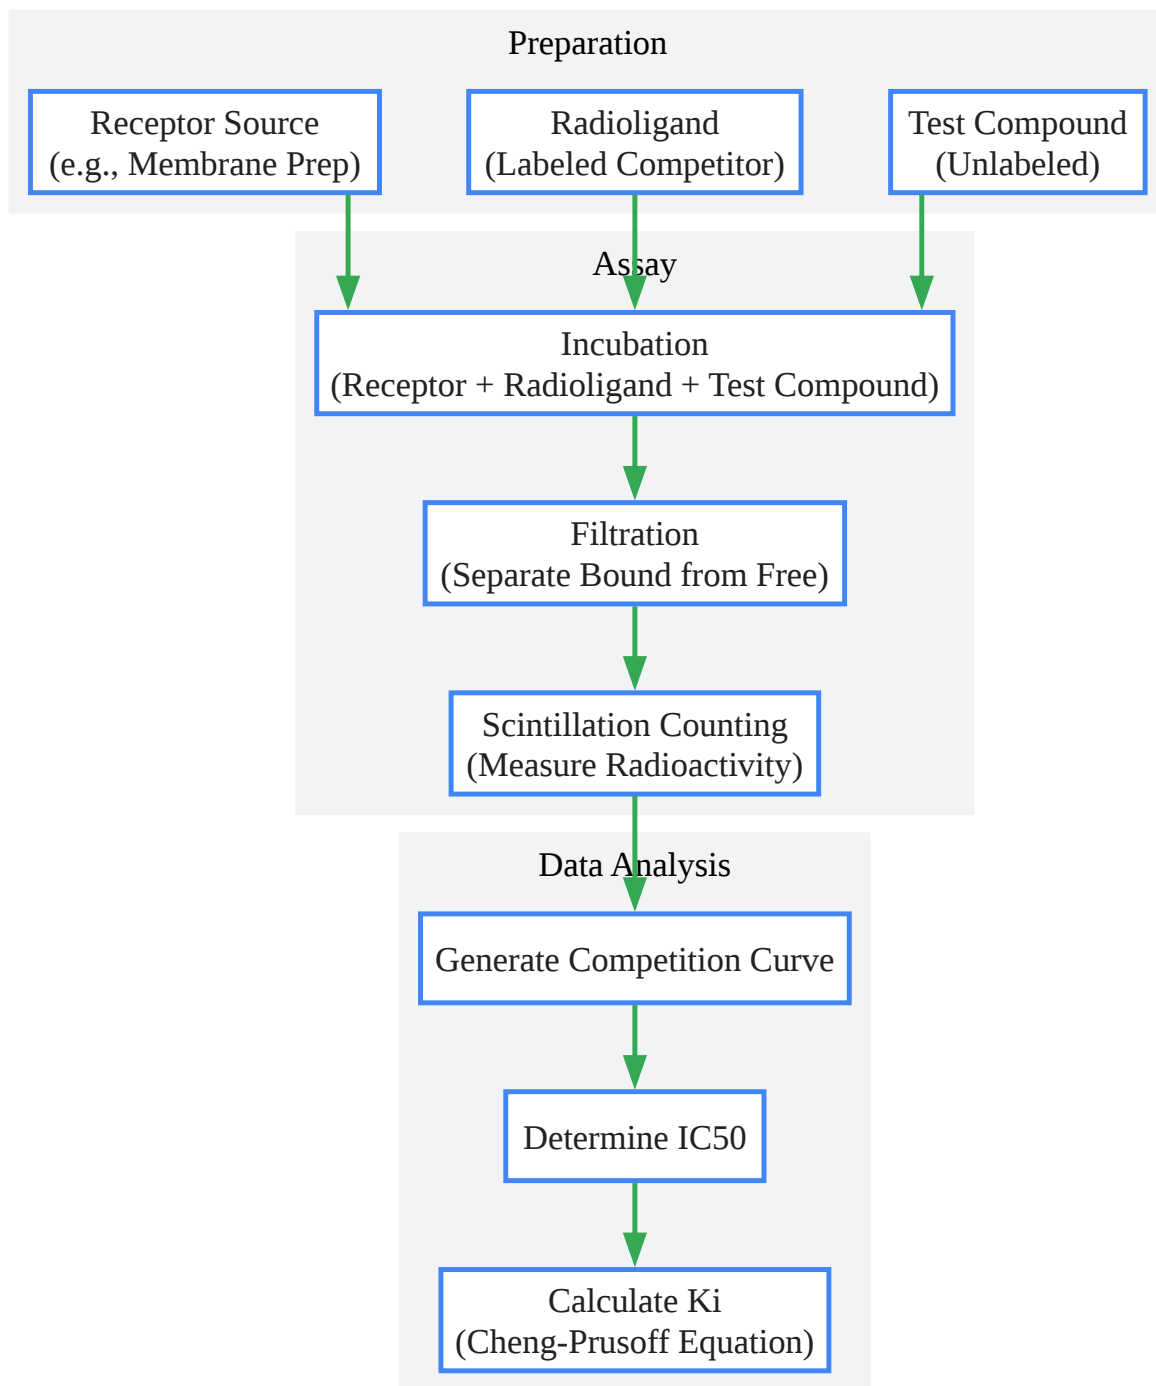 Preparation
Receptor Source
(e.g., Membrane Prep)
Radioligand
(Labeled Competitor)
Test Compound
(Unlabeled)
Assay
Incubation
(Receptor + Radioligand + Test Compound)
Filtration
(Separate Bound from Free)
Scintillation Counting
(Measure Radioactivity)
Data Analysis
Generate Competition Curve
Determine IC50
Calculate Ki
(Cheng-Prusoff Equation)